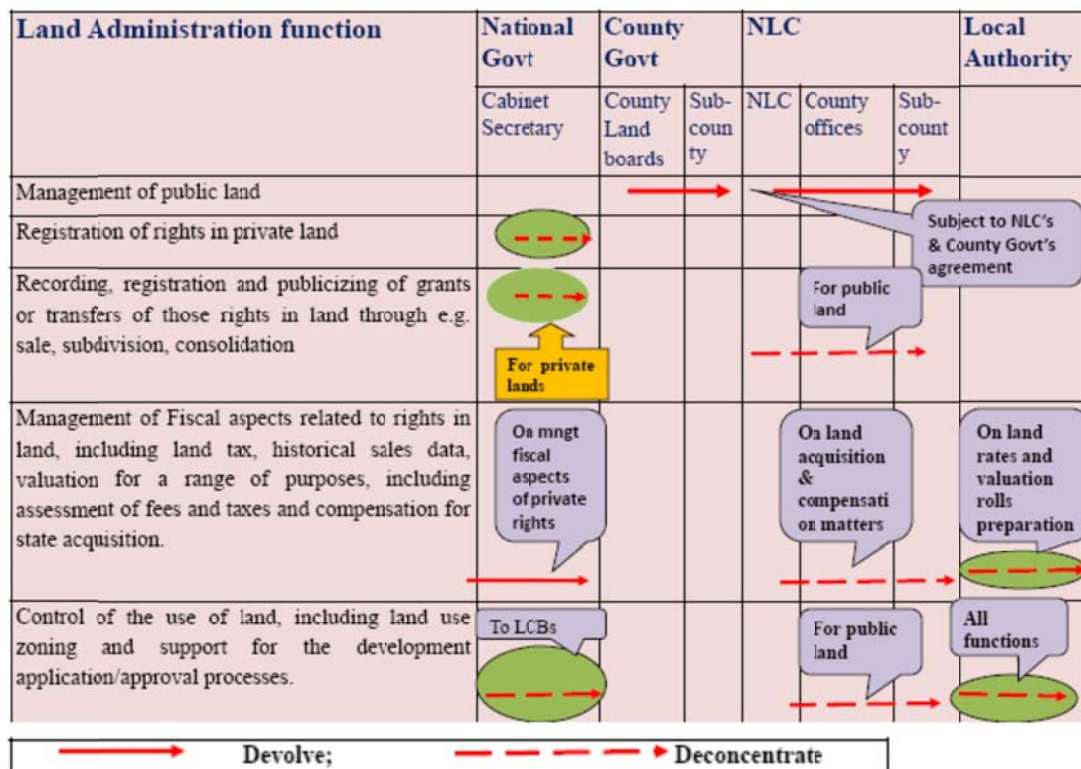 Land Administration function
National Govt
County Govt
NLC
Local Authority
Cabinet Secretary
County Land boards
Sub-coun ty
NLC
County offices
Sub-count y
Management of public land
Subject to NLC's
& County Govt's
agreement
Registration of rights in private land
Recording, registration and publicizing of grants
or transfers of those rights in land through e.g.
sale, subdivision, consolidation
For private
lands
For public
land
Management of Fiscal aspects related to rights in
land, including land tax, historical sales data,
valuation for a range of purposes, including
assessment of fees and taxes and compensation for
state acquisition.
On mngt
fiscal
aspects
of private
rights
On land
acquisition
&
compensati
on matters
On land
rates and
valuation
rolls
preparation
Control of the use of land, including land use
zoning and support for the development
application/approval processes.
To LCBs
For public
land
All
functions
Devolve; Deconcentrate